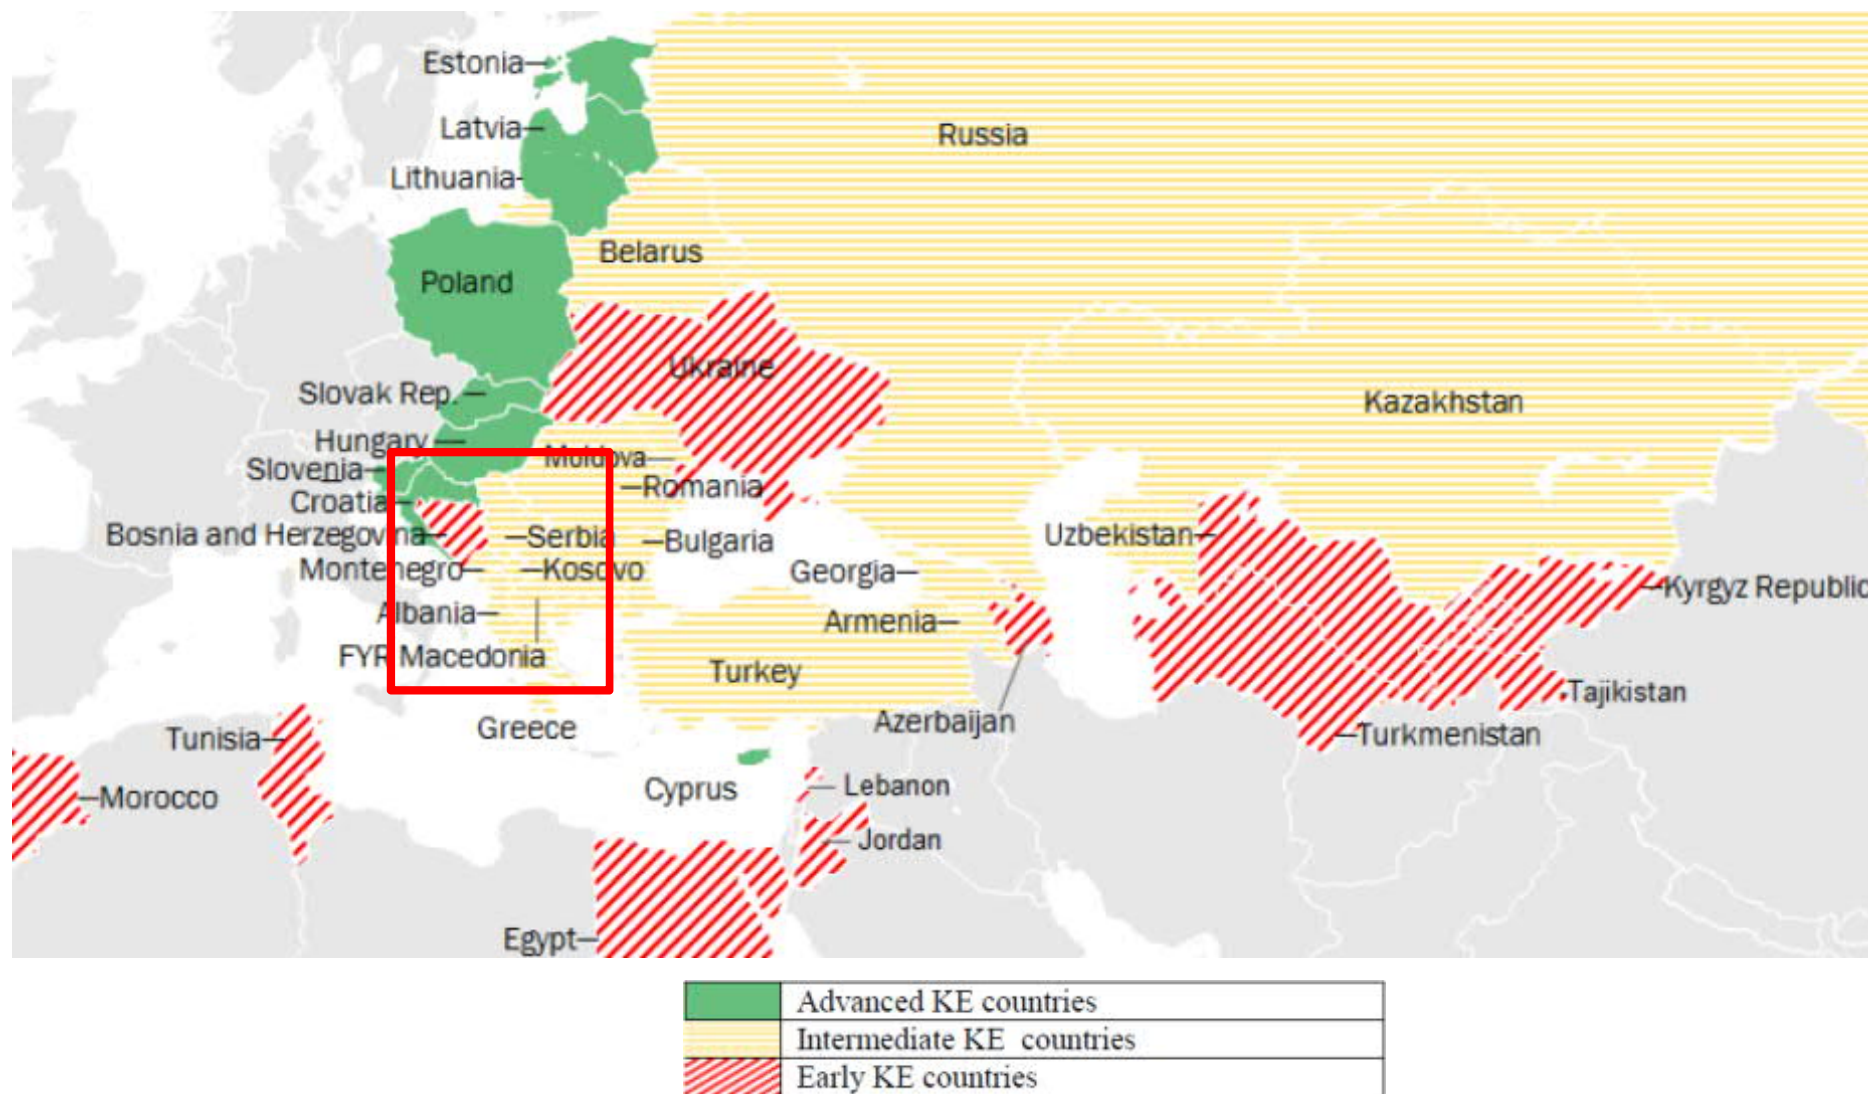 Estonia
Latvia
Russia
Lithuania
Belarus
Poland
Ukraine
Slovak Rep.
Kazakhstan
Hungary
Moldova
Slovenia
Romania
Croatia
Bosnia and Herzegovina
Serbia
Bulgaria
Uzbekistan
Montenegro
Kosovo
Georgia
Kyrgyz Republic
Albania
Armenia
FYR Macedonia
Turkey
Tajikistan
Azerbaijan
Greece
Tunisia
Turkmenistan
Cyprus
Lebanon
Morocco
Jordan
Egypt
Advanced KE countries
Intermediate KE countries
Early KE countries